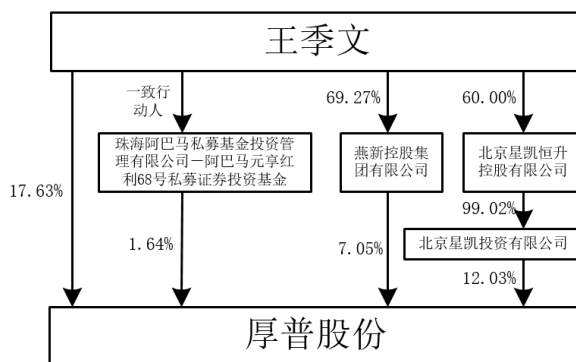 王季文
一致行
动人
69.27%
60.00%
珠海阿巴马私募基金投资管
理有限公司－阿巴马元享红
利68号私募证券投资基金
燕新控股集
团有限公司
北京星凯恒升
控股有限公司
17.63%
99.02%
1.64%
7.05%
北京星凯投资有限公司
12.03%
厚普股份